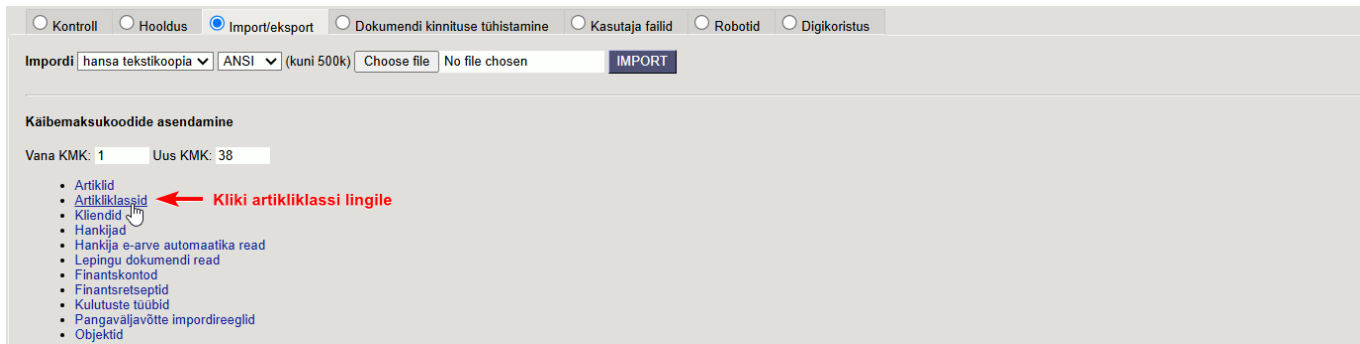 Kontroll Hooldus Import/eksport Dokumendi kinnituse tühistamine Kasutaja failid Robotid Digikoristus
Impordi hansa tekstikoopia ANSI (kuni 500k) Choose file No file chosen IMPORT
Käibemaksukoodide asendamine
Vana KMK: 1 Uus KMK: 38
Artiklid
Artikliklassid Kliki artikliklassi lingile
Kliendid
Hankijad
Hankija e-arve automaatika read
Lepingu dokumendi read
Finantskontod
Finantsretseptid
Kulutuste tüübid
Pangaväljavõtte impordireeglid
Objektid